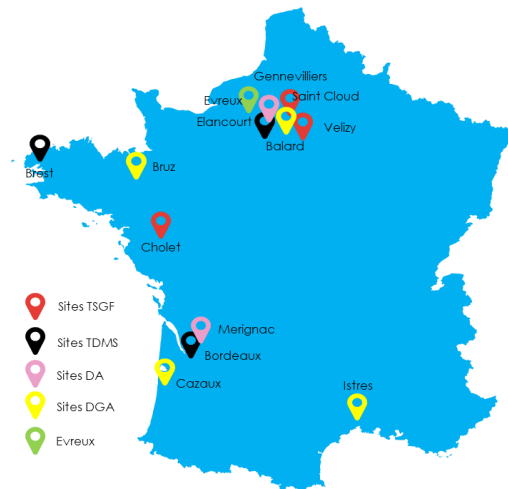 Gennevilliers
Saint Cloud
Evreux
Elancourt
Velizy
Balard
Brest
Bruz
Cholet
Sites TSGF
Merignac
Sites TDMS
Bordeaux
Sites DA
Cazaux
Istres
Sites DGA
Evreux